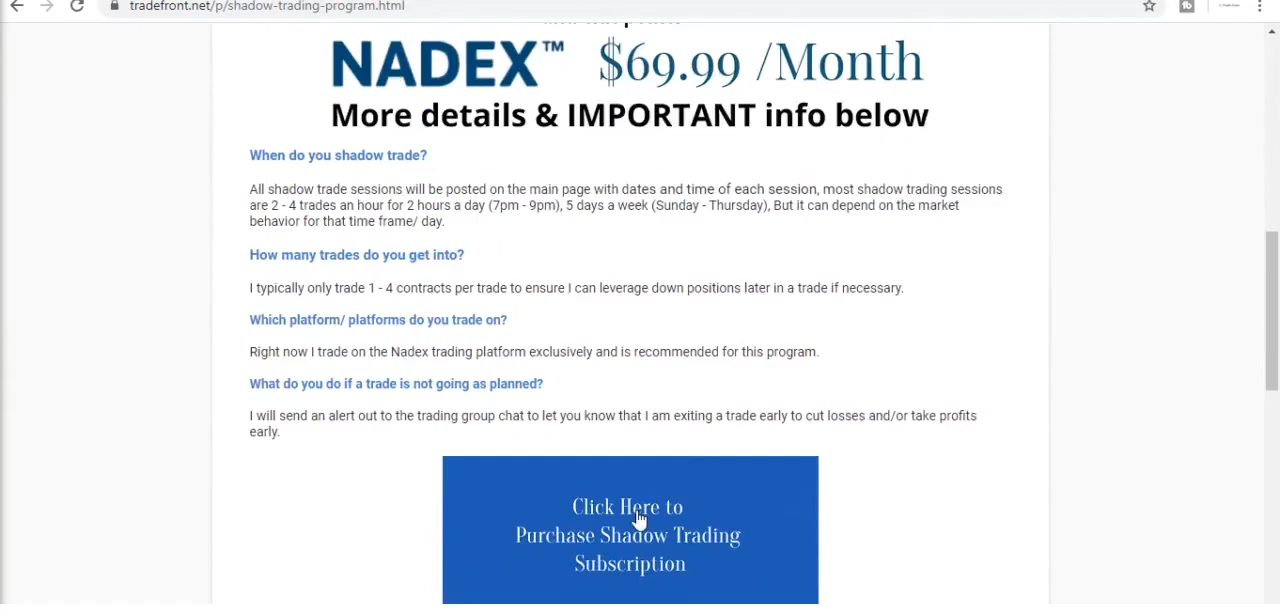 tradefront.net/p/shadow-trading-program.html
NADEX™ $69.99 /Month
More details & IMPORTANT info below
When do you shadow trade?
All shadow trade sessions will be posted on the main page with dates and time of each session, most shadow trading sessions
are 2 - 4 trades an hour for 2 hours a day (7pm - 9pm), 5 days a week (Sunday - Thursday), But it can depend on the market
behavior for that time frame/ day.
How many trades do you get into?
I typically only trade 1 - 4 contracts per trade to ensure I can leverage down positions later in a trade if necessary.
Which platform/ platforms do you trade on?
Right now I trade on the Nadex trading platform exclusively and is recommended for this program.
What do you do if a trade is not going as planned?
I will send an alert out to the trading group chat to let you know that I am exiting a trade early to cut losses and/or take profits
early.
Click Here to
Purchase Shadow Trading
Subscription